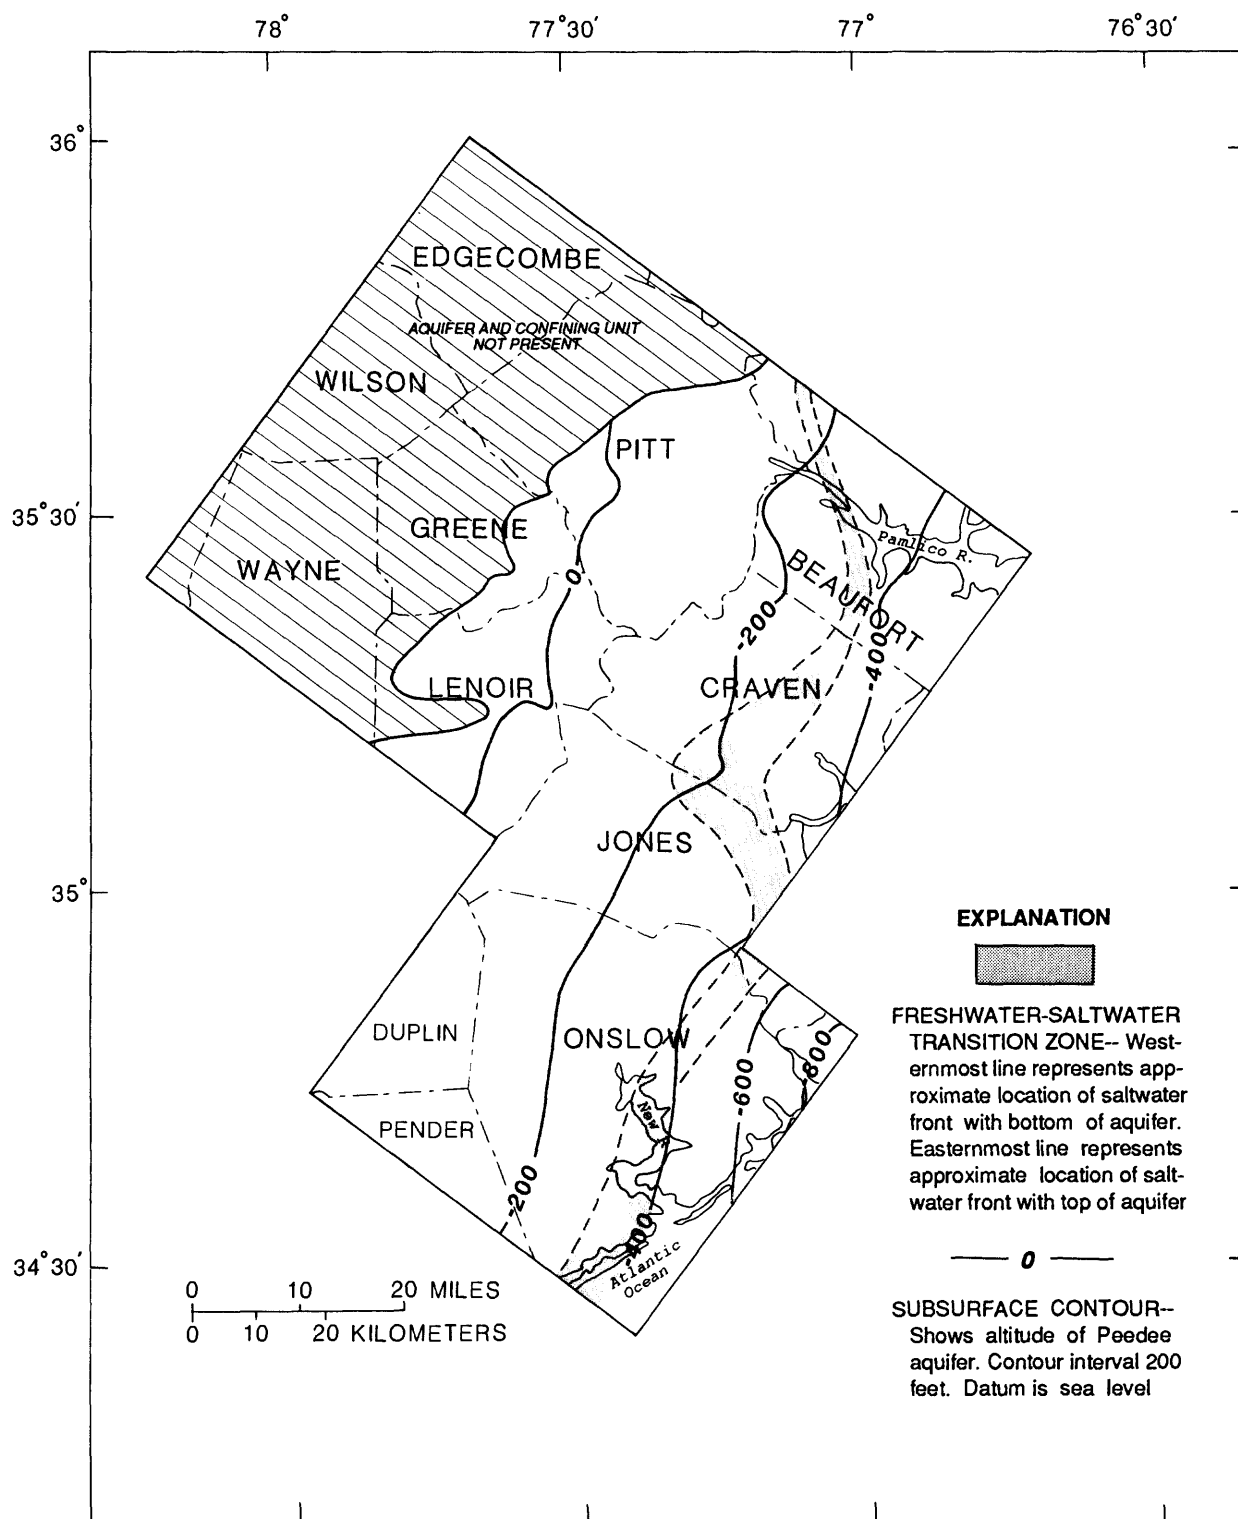 78° 77°30′ 77° 76°30′
36°
EDGECOMBE
AQUIFER AND CONFINING UNIT
NOT PRESENT
WILSON
PITT
35°30′
GREENE
Pamlico R.
WAYNE
BEAUFORT
0
-200
-400
LENOIR
CRAVEN
JONES
35°
DUPLIN
ONSLOW
-600
-800
New R.
PENDER
-200
-400
Atlantic
Ocean
34°30′
0 10 20 MILES
0 10 20 KILOMETERS
EXPLANATION
FRESHWATER-SALTWATER
TRANSITION ZONE-- West-
ernmost line represents app-
roximate location of saltwater
front with bottom of aquifer.
Easternmost line represents
approximate location of salt-
water front with top of aquifer
0
SUBSURFACE CONTOUR--
Shows altitude of Peedee
aquifer. Contour interval 200
feet. Datum is sea level